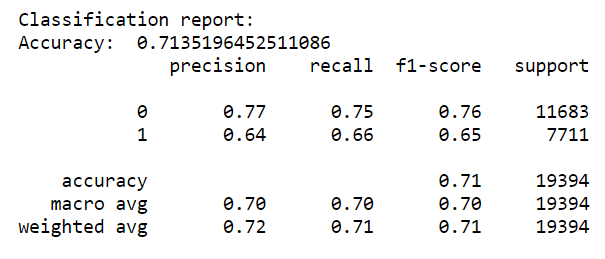 Classification report:
Accuracy:  0.7135196452511086
              precision    recall  f1-score   support

           0       0.77      0.75      0.76     11683
           1       0.64      0.66      0.65      7711

    accuracy                           0.71     19394
   macro avg       0.70      0.70      0.70     19394
weighted avg       0.72      0.71      0.71     19394